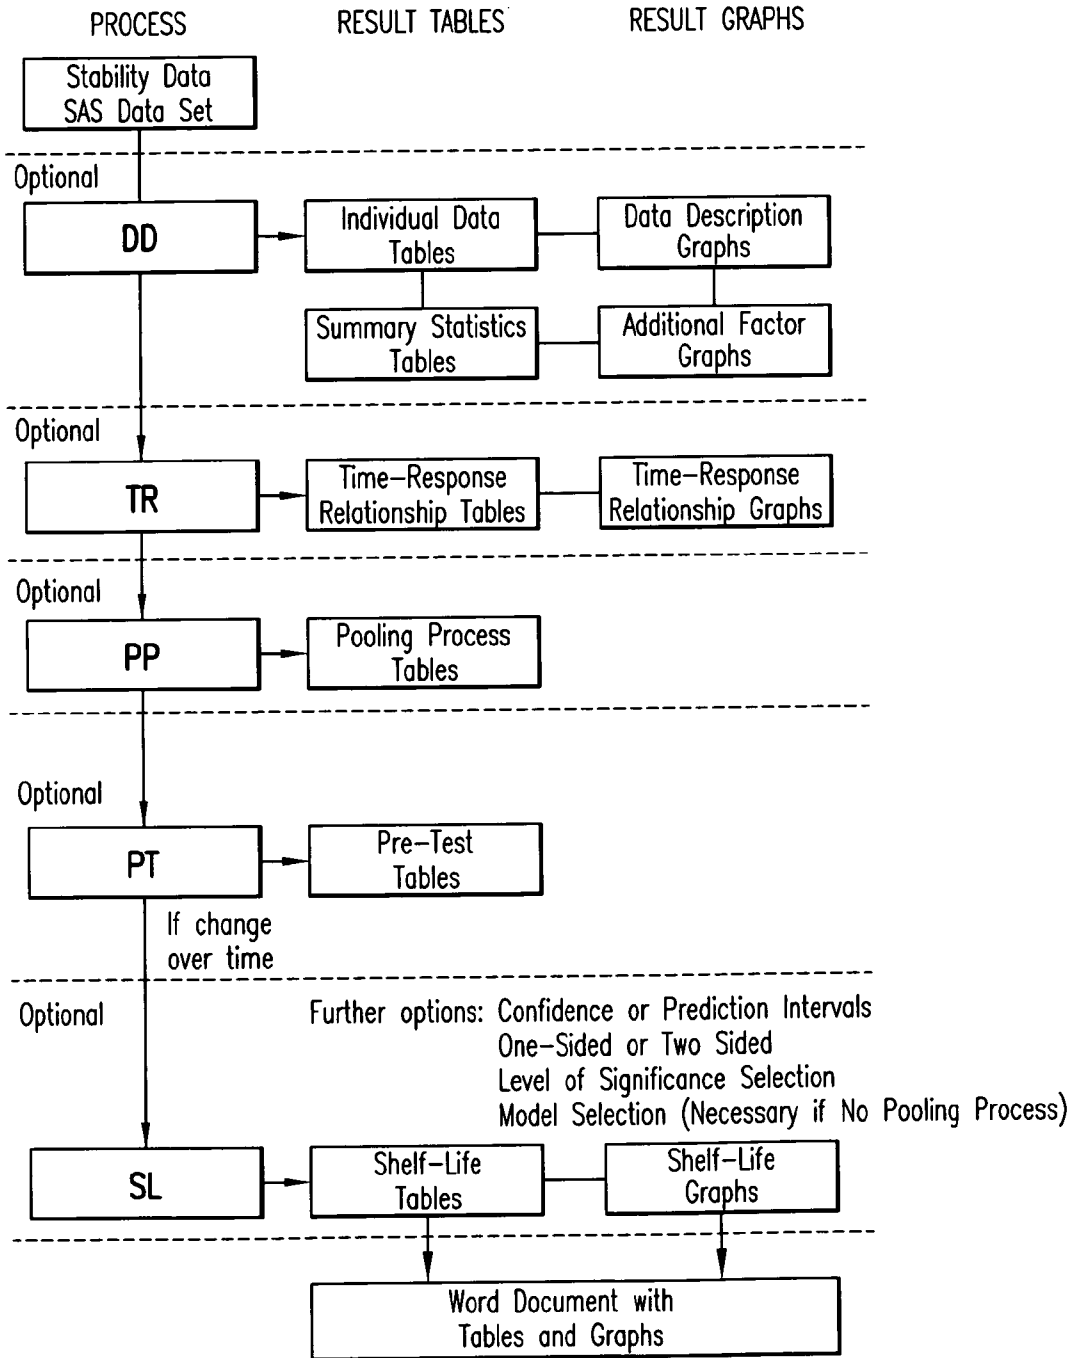 PROCESS
RESULT TABLES
RESULT GRAPHS
Stability Data
SAS Data Set
Optional
DD
Individual Data
Tables
Data Description
Graphs
Summary Statistics
Tables
Additional Factor
Graphs
Optional
TR
Time-Response
Relationship Tables
Time-Response
Relationship Graphs
Optional
PP
Pooling Process
Tables
Optional
PT
Pre-Test
Tables
If change
over time
Optional
Further options: Confidence or Prediction Intervals
One-Sided or Two Sided
Level of Significance Selection
Model Selection (Necessary if No Pooling Process)
SL
Shelf-Life
Tables
Shelf-Life
Graphs
Word Document with
Tables and Graphs